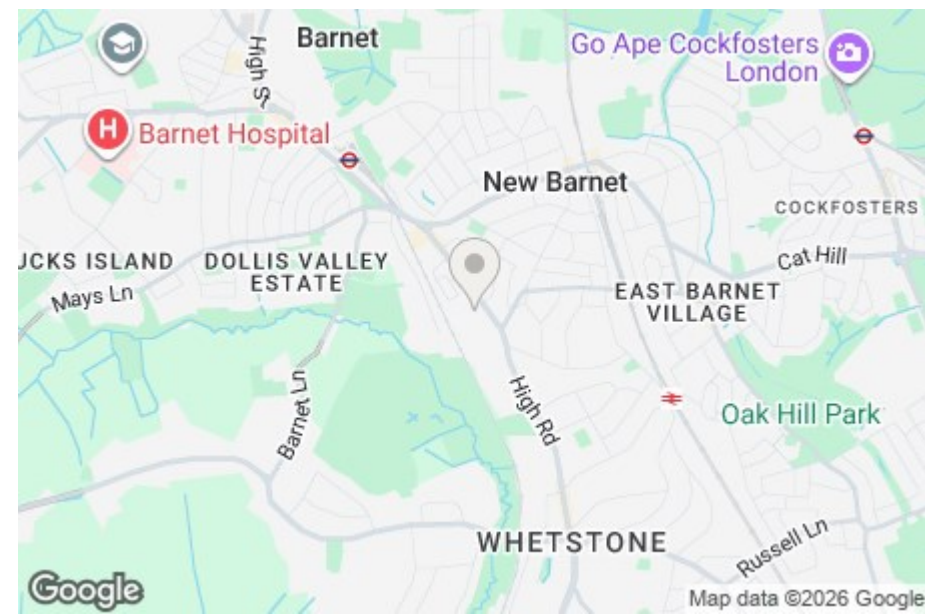 Barnet
High St
Go Ape Cockfosters
London
H
Barnet Hospital
New Barnet
COCKFOSTERS
Cat Hill
UCKS ISLAND
DOLLIS VALLEY
ESTATE
Mays Ln
EAST BARNET
VILLAGE
Barnet Ln
High Rd
Oak Hill Park
WHETSTONE
Russell Ln
Google
Map data ©2026 Google